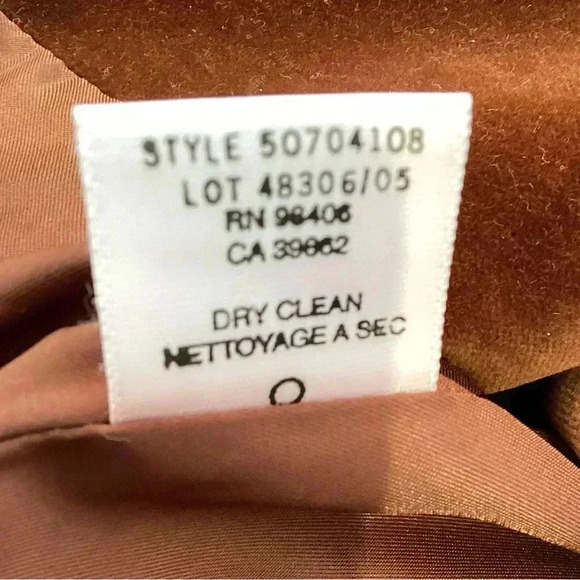 STYLE 50704108
LOT 48306/05
RN 96406
CA 39862
DRY CLEAN
NETTOYAGE A SEC